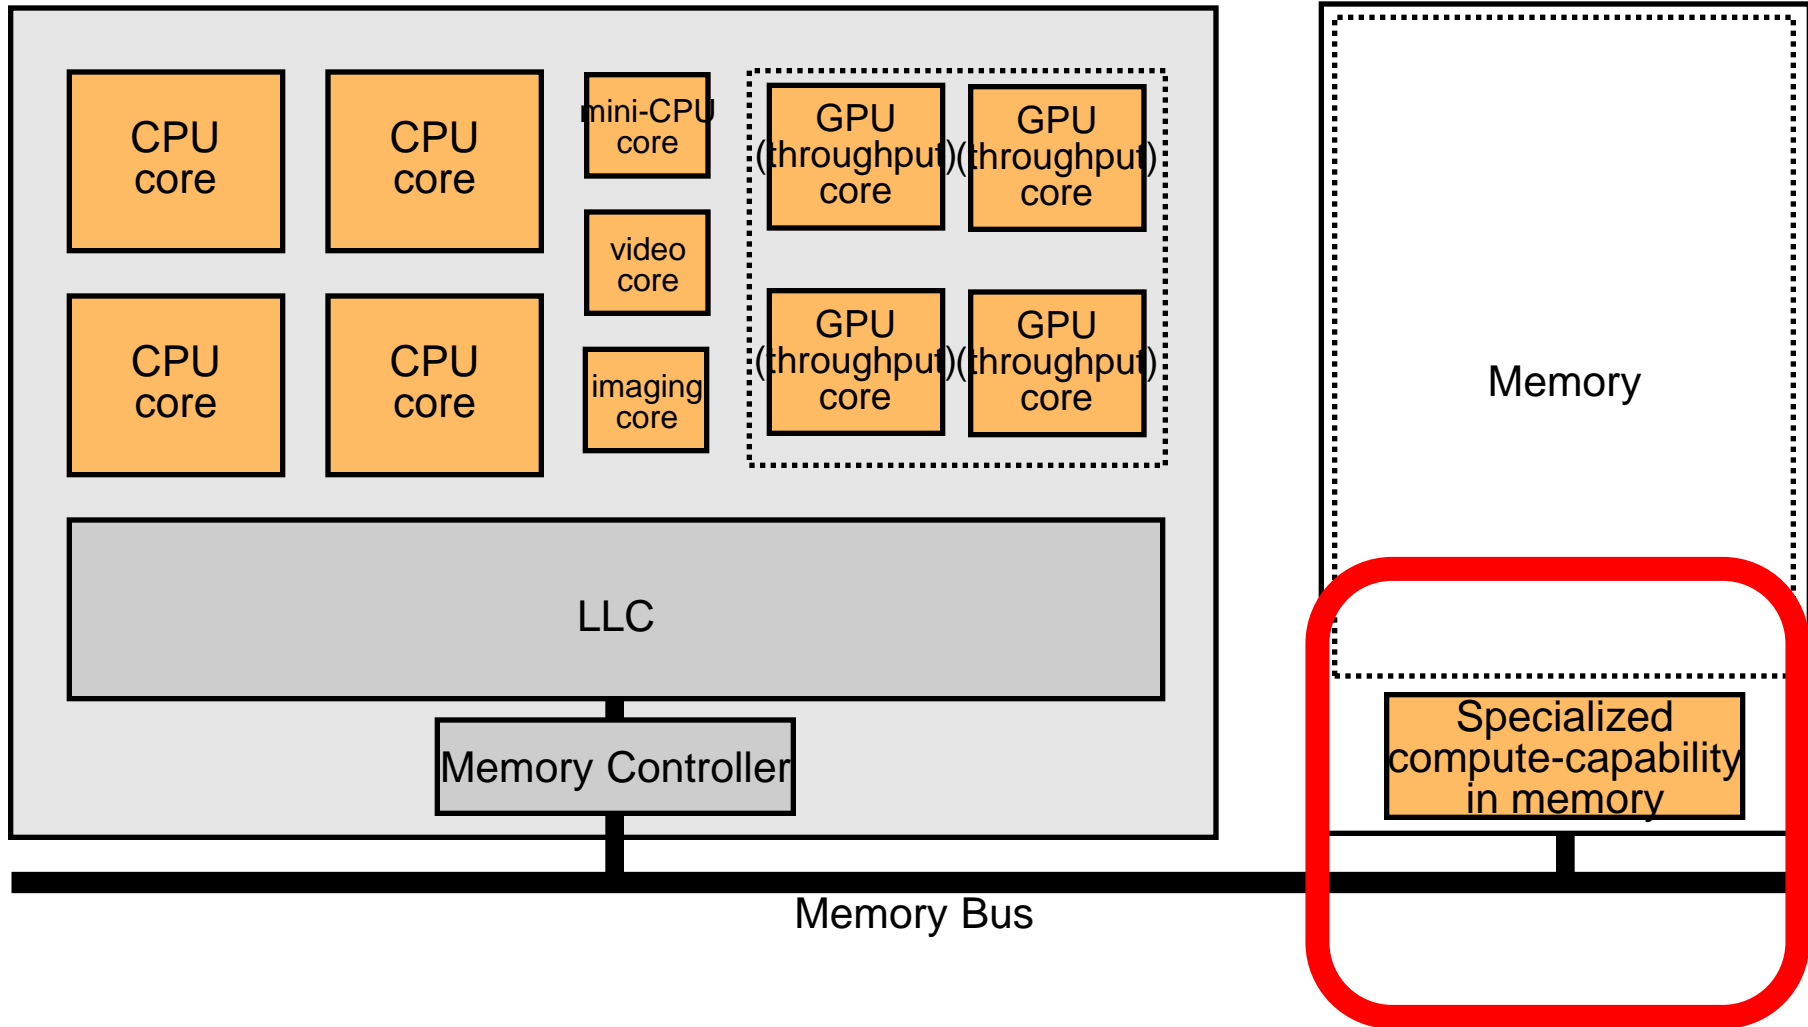 CPU
core
CPU
core
mini-CPU
core
GPU
(throughput)
core
GPU
(throughput)
core
video
core
CPU
core
CPU
core
imaging
core
GPU
(throughput)
core
GPU
(throughput)
core
LLC
Memory Controller
Memory
Specialized
compute-capability
in memory
Memory Bus